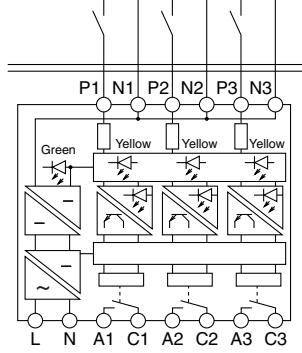 P1 N1 P2 N2 P3 N3
Green Yellow Yellow Yellow
L N A1 C1 A2 C2 A3 C3